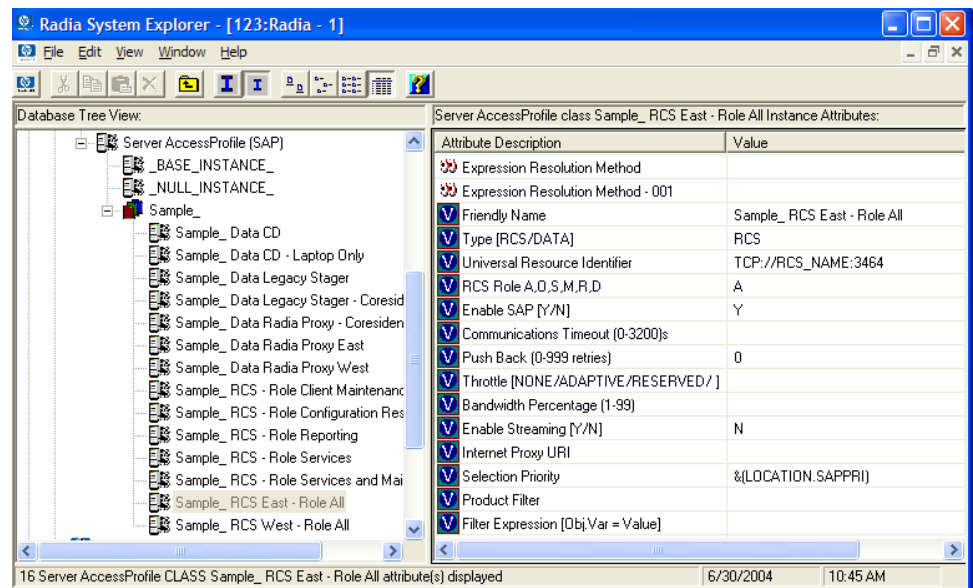 Radia System Explorer - [123:Radia - 1]
File Edit View Window Help
Database Tree View:
Server AccessProfile class Sample_ RCS East - Role All Instance Attributes:
Server AccessProfile (SAP)
_BASE_INSTANCE_
_NULL_INSTANCE_
Sample_
Sample_ Data CD
Sample_ Data CD - Laptop Only
Sample_ Data Legacy Stager
Sample_ Data Legacy Stager - Coresid
Sample_ Data Radia Proxy - Coresiden
Sample_ Data Radia Proxy East
Sample_ Data Radia Proxy West
Sample_ RCS - Role Client Maintenanc
Sample_ RCS - Role Configuration Res
Sample_ RCS - Role Reporting
Sample_ RCS - Role Services
Sample_ RCS - Role Services and Mai
Sample_ RCS East - Role All
Sample_ RCS West - Role All
Attribute Description Value
Expression Resolution Method
Expression Resolution Method - 001
V Friendly Name Sample_ RCS East - Role All
V Type [RCS/DATA] RCS
V Universal Resource Identifier TCP://RCS_NAME:3464
V RCS Role A,O,S,M,R,D A
V Enable SAP [Y/N] Y
V Communications Timeout (0-3200)s
V Push Back (0-999 retries) 0
V Throttle [NONE/ADAPTIVE/RESERVED/ ]
V Bandwidth Percentage (1-99)
V Enable Streaming [Y/N] N
V Internet Proxy URI
V Selection Priority &(LOCATION.SAPPRI)
V Product Filter
V Filter Expression [Obj.Var = Value]
16 Server AccessProfile CLASS Sample_ RCS East - Role All attribute(s) displayed 6/30/2004 10:45 AM